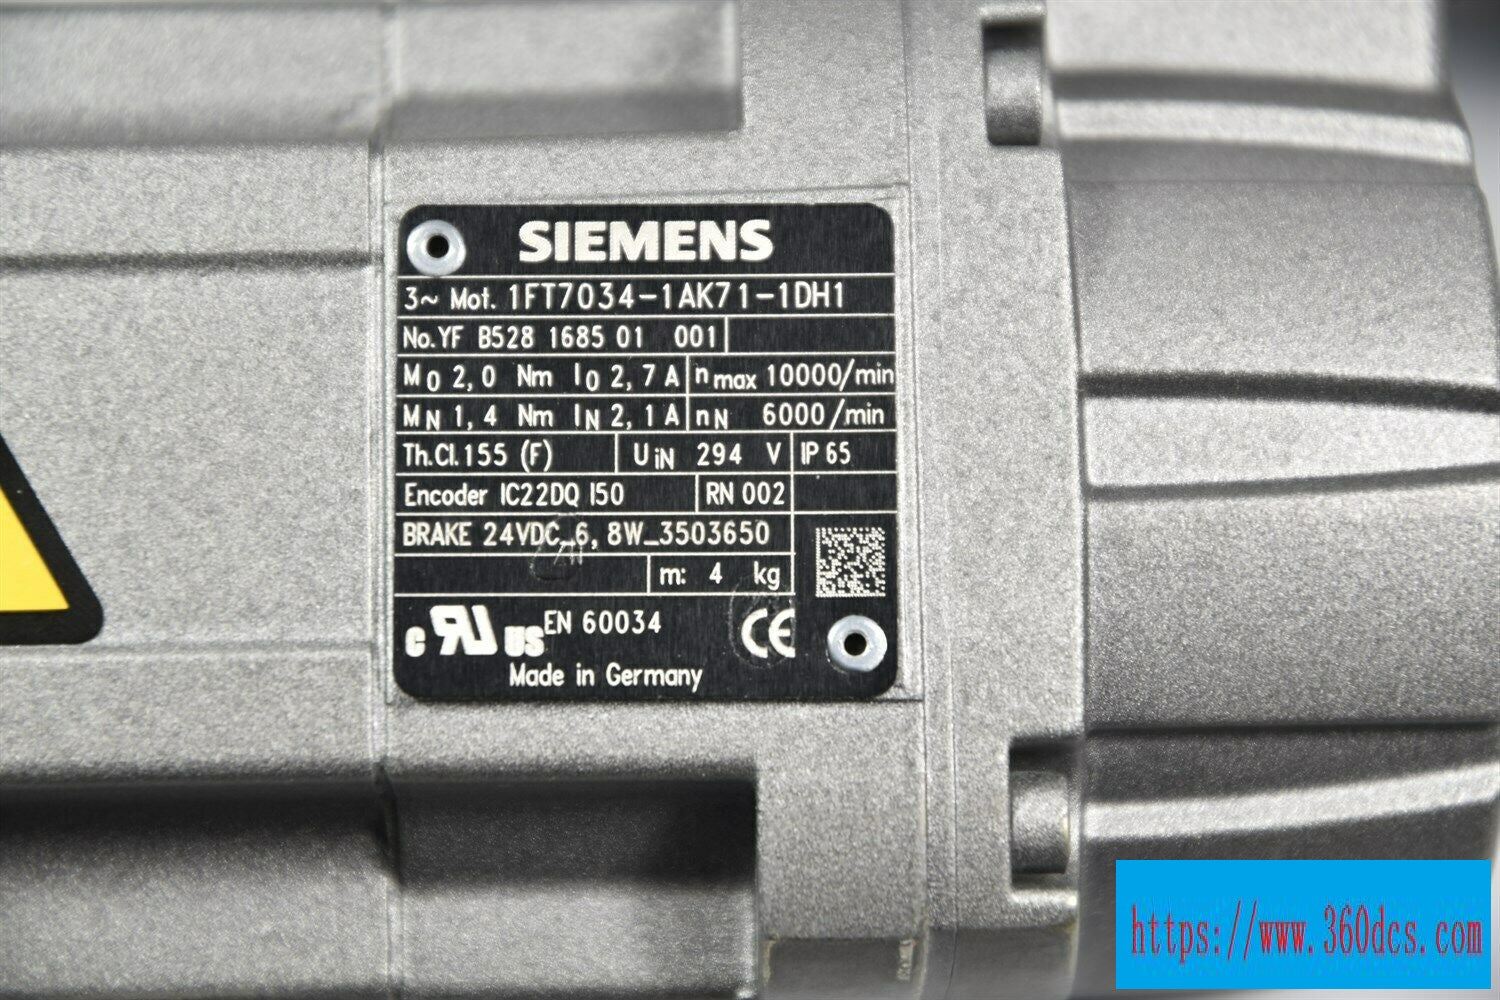 SIEMENS
3~ Mot. 1FT7034-1AK71-1DH1
No.YF B528 1685 01 001
M0 2,0 Nm I0 2,7 A nmax 10000/min
MN 1,4 Nm IN 2,1 A nN 6000/min
Th.Cl.155 (F) UiN 294 V IP 65
Encoder IC22DQ I50 RN 002
BRAKE 24VDC_6,8W_3503650
m: 4 kg
c RU US EN 60034 CE
Made in Germany
https://www.360dcs.com